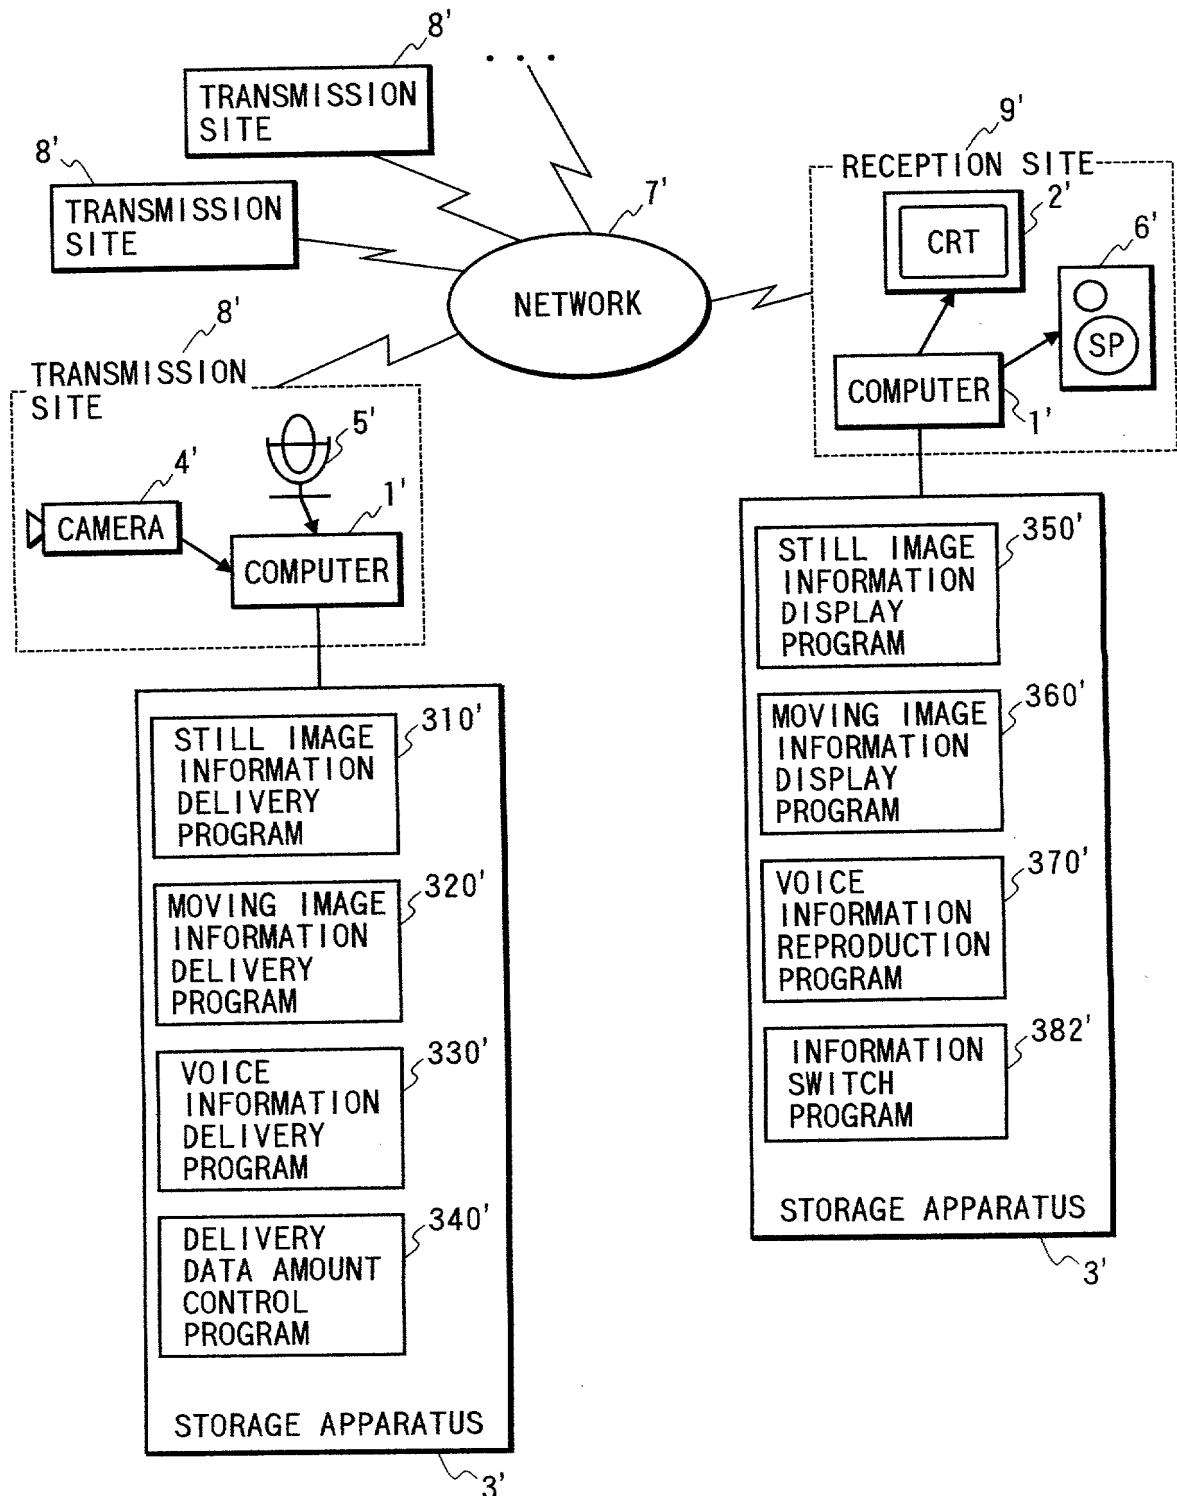 8'
TRANSMISSION
SITE
8'
TRANSMISSION
SITE
...
7'
NETWORK
9'
RECEPTION SITE
2'
CRT
6'
SP
COMPUTER
1'
8'
TRANSMISSION
SITE
5'
4'
CAMERA
1'
COMPUTER
310'
STILL IMAGE
INFORMATION
DELIVERY
PROGRAM
320'
MOVING IMAGE
INFORMATION
DELIVERY
PROGRAM
330'
VOICE
INFORMATION
DELIVERY
PROGRAM
340'
DELIVERY
DATA AMOUNT
CONTROL
PROGRAM
STORAGE APPARATUS
3'
350'
STILL IMAGE
INFORMATION
DISPLAY
PROGRAM
360'
MOVING IMAGE
INFORMATION
DISPLAY
PROGRAM
370'
VOICE
INFORMATION
REPRODUCTION
PROGRAM
382'
INFORMATION
SWITCH
PROGRAM
STORAGE APPARATUS
3'